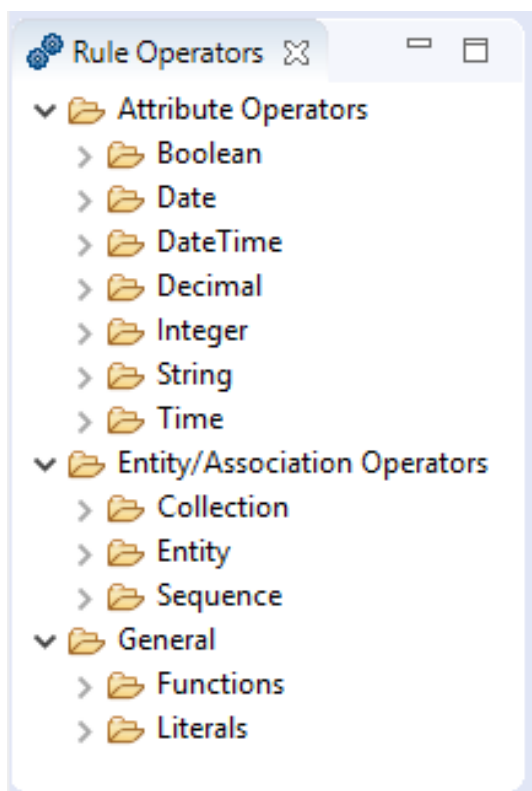 Rule Operators
Attribute Operators
Boolean
Date
DateTime
Decimal
Integer
String
Time
Entity/Association Operators
Collection
Entity
Sequence
General
Functions
Literals